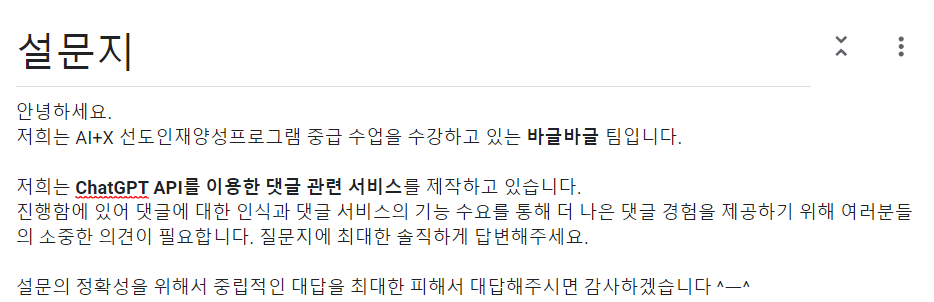 설문지
안녕하세요.
저희는 AI+X 선도인재양성프로그램 중급 수업을 수강하고 있는 바글바글 팀입니다.
저희는 ChatGPT API를 이용한 댓글 관련 서비스를 제작하고 있습니다.
진행함에 있어 댓글에 대한 인식과 댓글 서비스의 기능 수요를 통해 더 나은 댓글 경험을 제공하기 위해 여러분들
의 소중한 의견이 필요합니다. 질문지에 최대한 솔직하게 답변해주세요.
설문의 정확성을 위해서 중립적인 대답을 최대한 피해서 대답해주시면 감사하겠습니다 ^ㅡ^